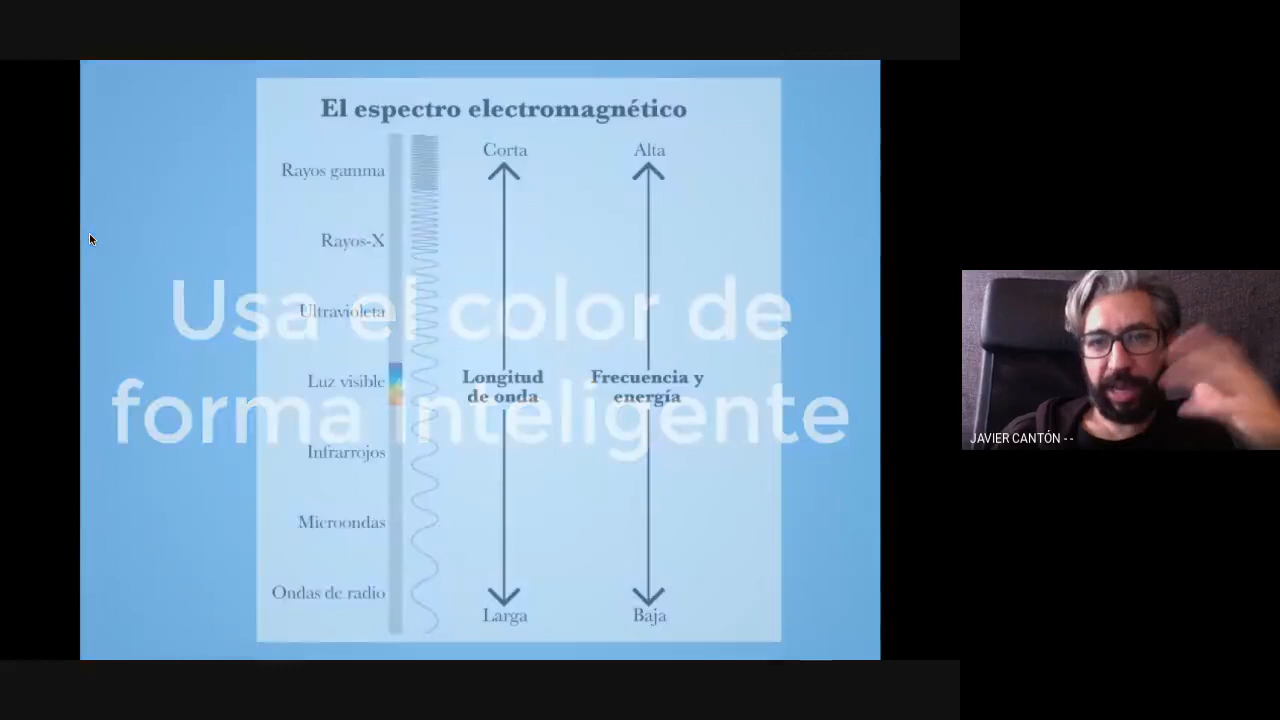 El espectro electromagnético
Corta
Alta
Rayos gamma
Rayos-X
Ultravioleta
Luz visible
Longitud
de onda
Frecuencia y
energía
Infrarrojos
Microondas
Ondas de radio
Larga
Baja
Usa el color de
forma inteligente
JAVIER CANTÓN - -